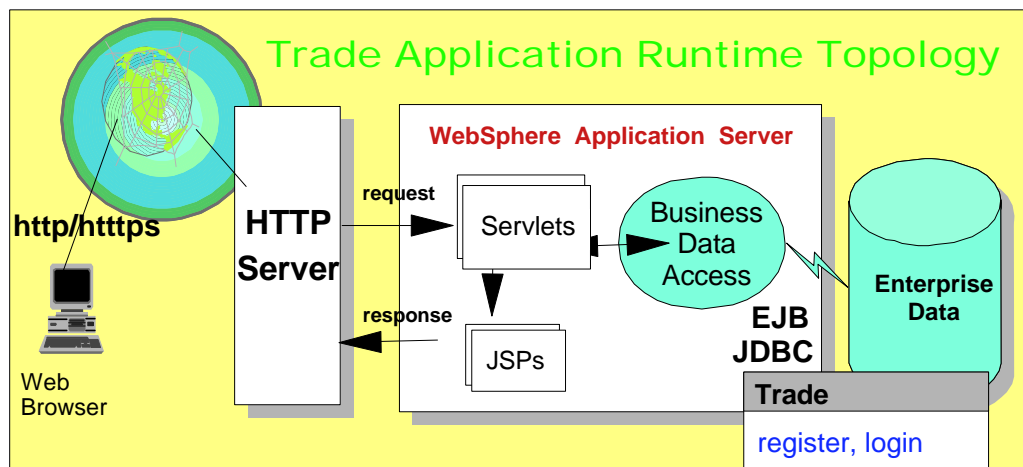 Trade Application Runtime Topology
WebSphere Application Server
http/htttps
Web
Browser
HTTP
Server
request
response
Servlets
JSPs
Business
Data
Access
EJB
JDBC
Enterprise
Data
Trade
register, login